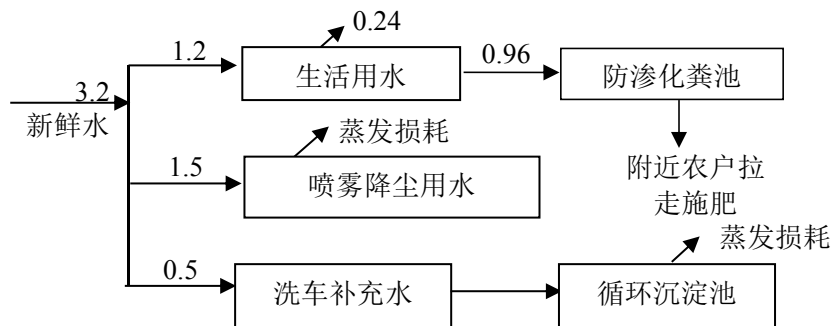 0.24
1.2
生活用水
0.96
防渗化粪池
3.2
新鲜水
蒸发损耗
1.5
喷雾降尘用水
附近农户拉
走施肥
蒸发损耗
0.5
洗车补充水
循环沉淀池